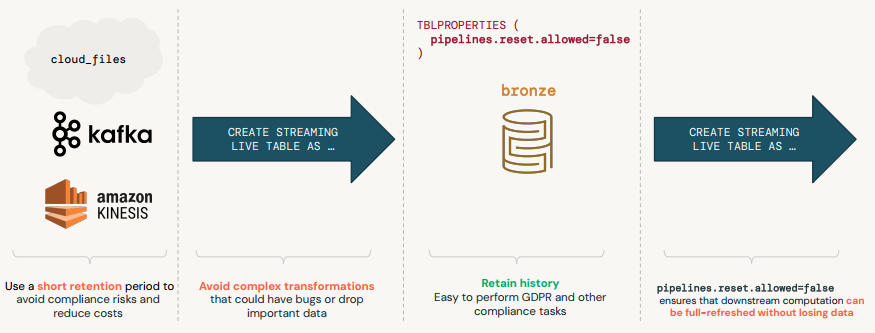 cloud_files
kafka
amazon
KINESIS
Use a short retention period to
avoid compliance risks and
reduce costs
CREATE STREAMING
LIVE TABLE AS …
Avoid complex transformations
that could have bugs or drop
important data
TBLPROPERTIES (
pipelines.reset.allowed=false
)
bronze
Retain history
Easy to perform GDPR and other
compliance tasks
CREATE STREAMING
LIVE TABLE AS …
pipelines.reset.allowed=false
ensures that downstream computation can
be full-refreshed without losing data